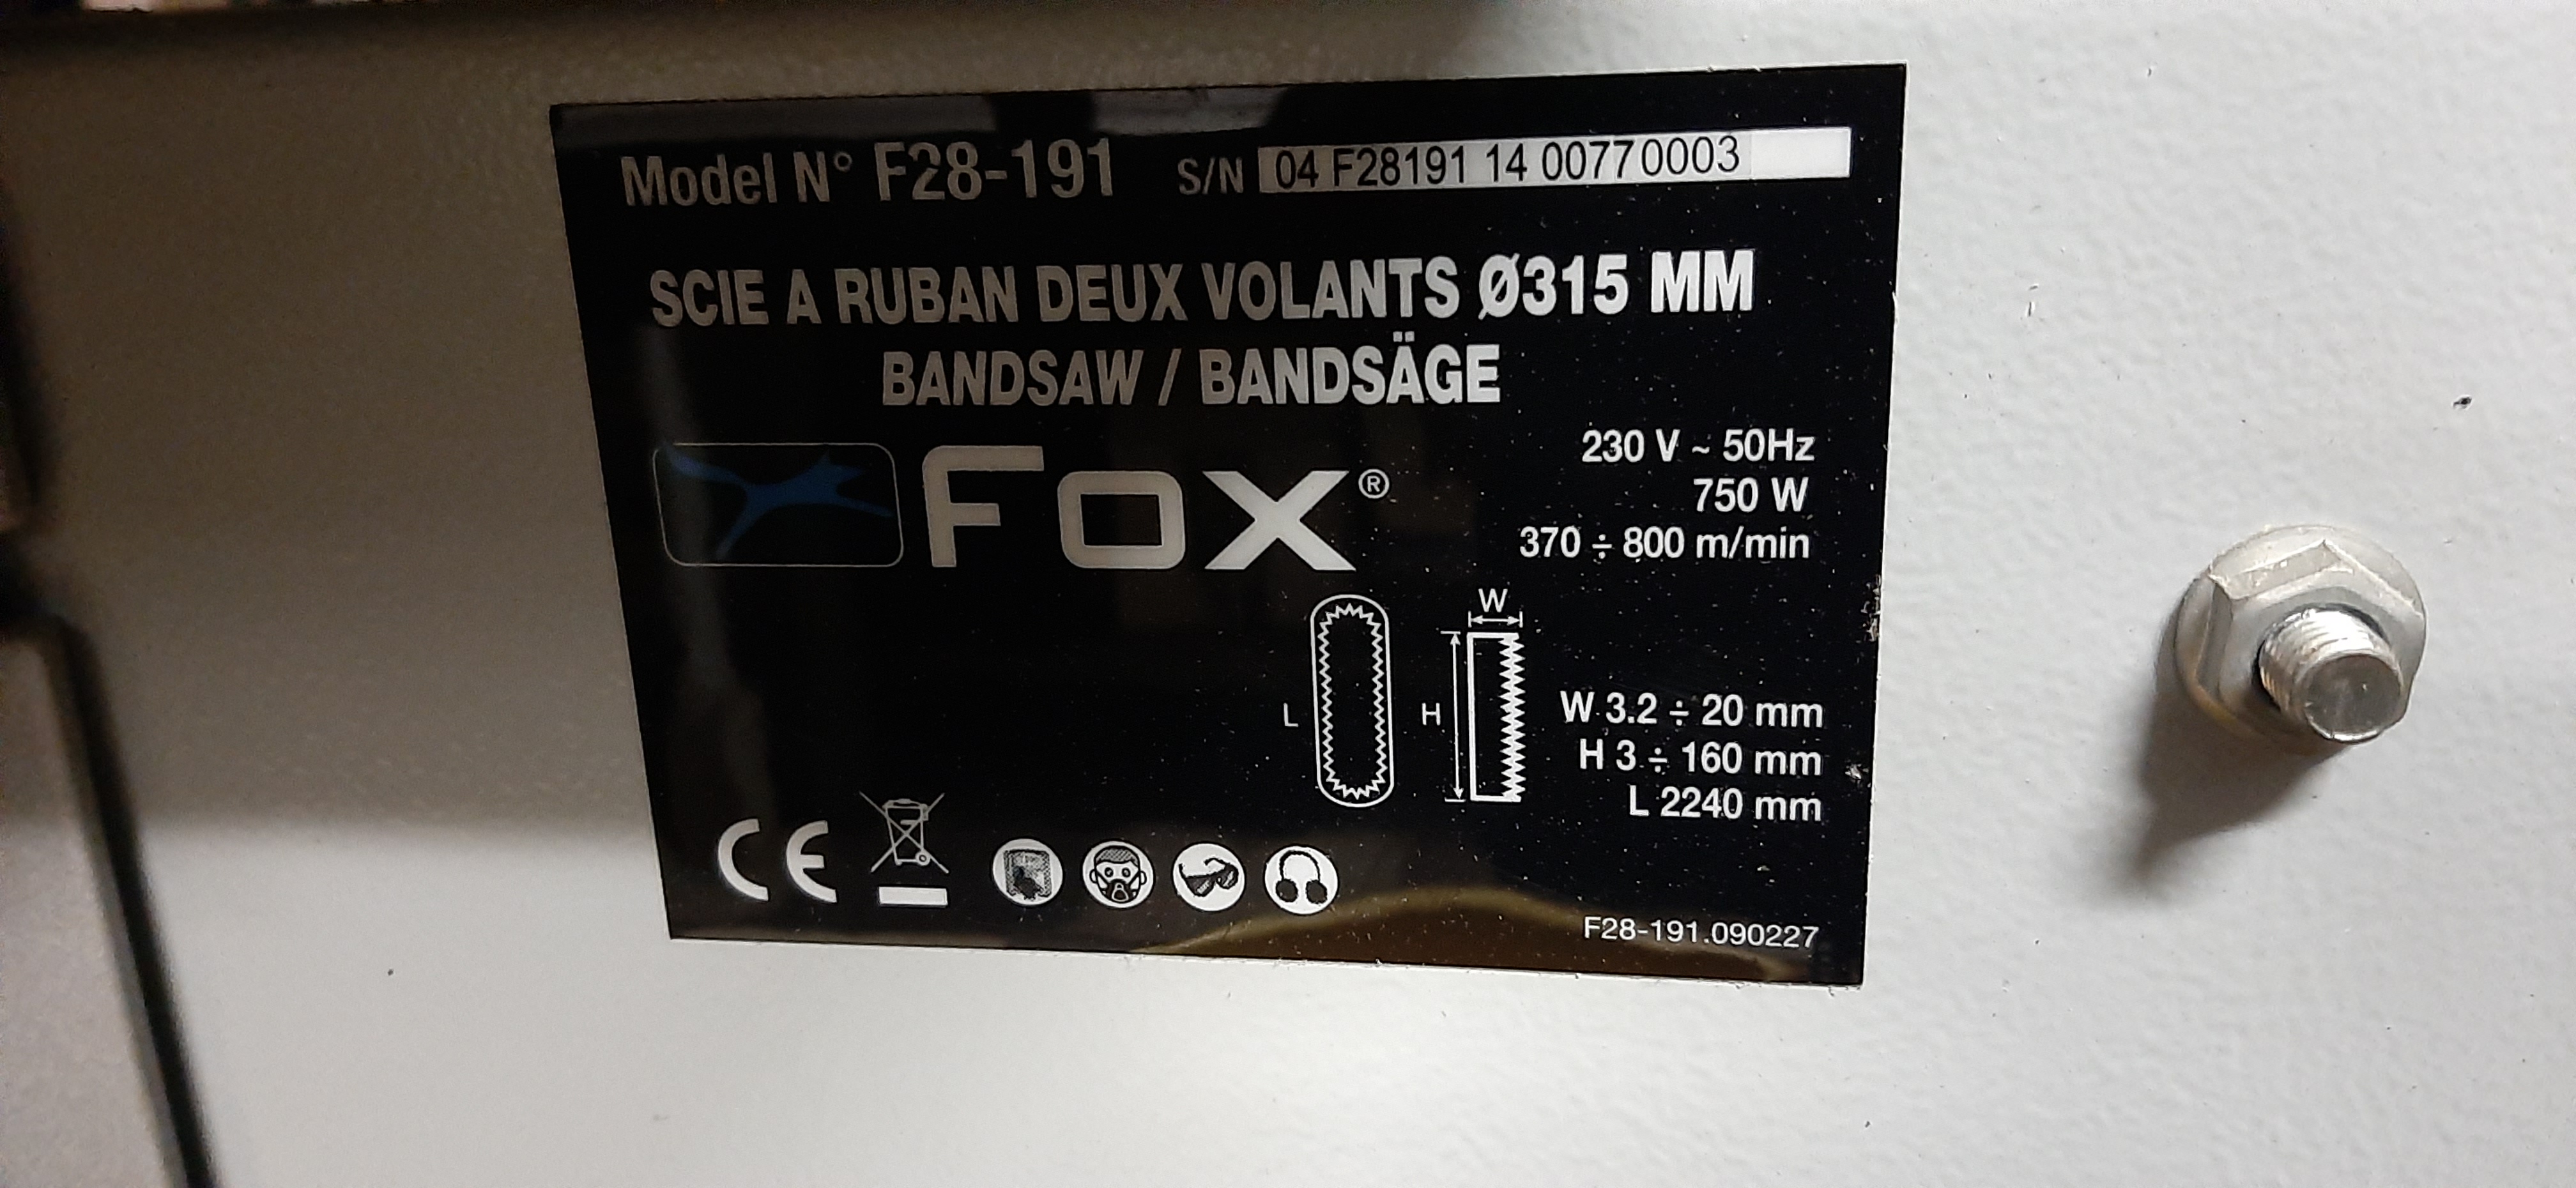 Model N° F28-191 S/N 04 F28191 14 00770003
SCIE A RUBAN DEUX VOLANTS Ø315 MM
BANDSAW / BANDSÄGE
FOX®
230 V ~ 50Hz
750 W
370 ÷ 800 m/min
W
L
H
W 3.2 ÷ 20 mm
H 3 ÷ 160 mm
L 2240 mm
CE
F28-191.090227